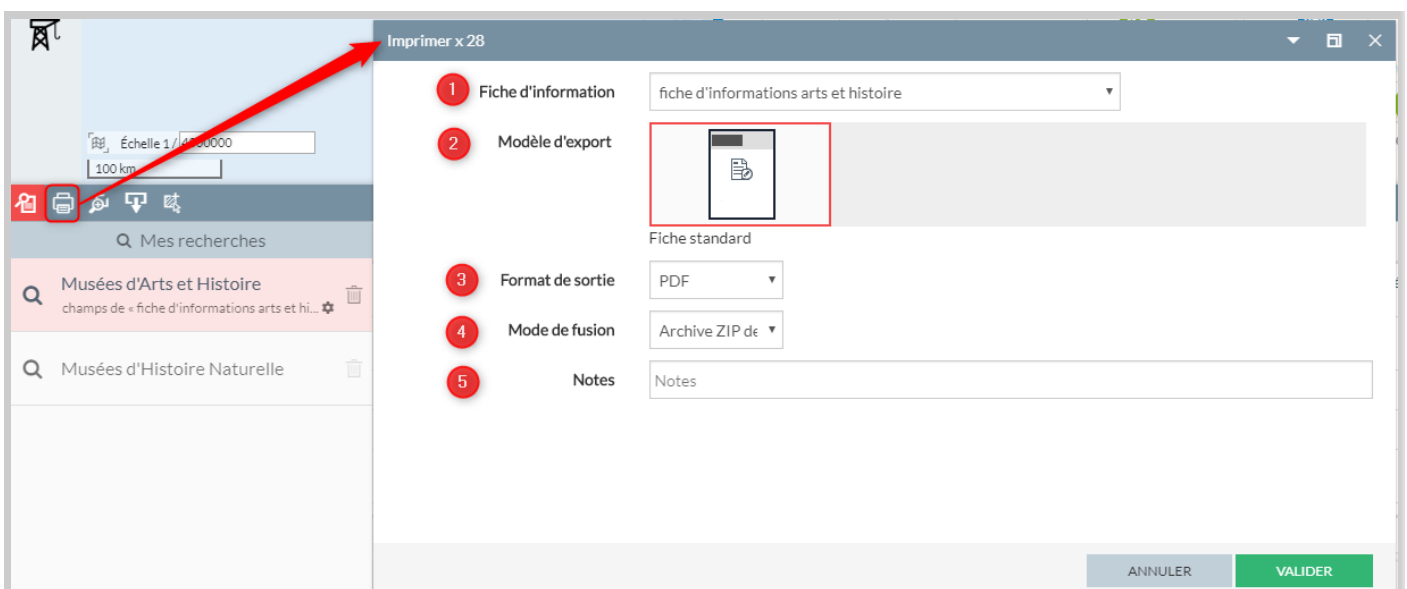 Échelle 1 /
100 km
Mes recherches
Musées d'Arts et Histoire
champs de « fiche d'informations arts et hi...
Musées d'Histoire Naturelle
Imprimer x 28
1 Fiche d'information fiche d'informations arts et histoire
2 Modèle d'export
Fiche standard
3 Format de sortie PDF
4 Mode de fusion Archive ZIP de
5 Notes Notes
ANNULER VALIDER